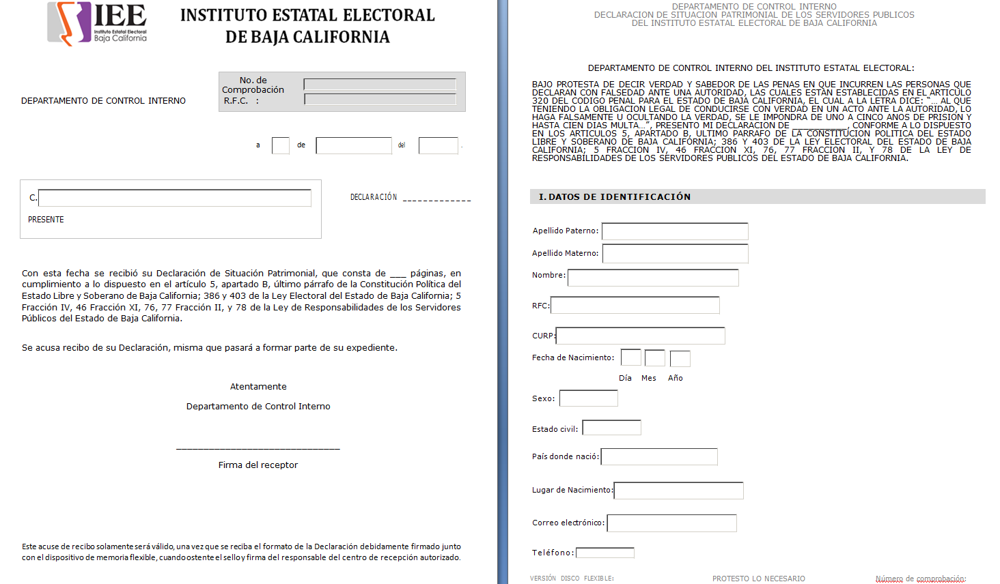 IEE
Instituto Estatal Electoral
Baja California
INSTITUTO ESTATAL ELECTORAL
DE BAJA CALIFORNIA
No. de
Comprobación
R.F.C. :
DEPARTAMENTO DE CONTROL INTERNO
a de del .
C.
PRESENTE
DECLARACIÓN _____________
Con esta fecha se recibió su Declaración de Situación Patrimonial, que consta de ___ páginas, en
cumplimiento a lo dispuesto en el artículo 5, apartado B, último párrafo de la Constitución Política del
Estado Libre y Soberano de Baja California; 386 y 403 de la Ley Electoral del Estado de Baja California; 5
Fracción IV, 46 Fracción XI, 76, 77 Fracción II, y 78 de la Ley de Responsabilidades de los Servidores
Públicos del Estado de Baja California.
Se acusa recibo de su Declaración, misma que pasará a formar parte de su expediente.
Atentamente
Departamento de Control Interno
______________________________
Firma del receptor
Este acuse de recibo solamente será válido, una vez que se reciba el formato de la Declaración debidamente firmado junto
con el dispositivo de memoria flexible, cuando ostente el sello y firma del responsable del centro de recepción autorizado.
DEPARTAMENTO DE CONTROL INTERNO
DECLARACION DE SITUACION PATRIMONIAL DE LOS SERVIDORES PUBLICOS
DEL INSTITUTO ESTATAL ELECTORAL DE BAJA CALIFORNIA
DEPARTAMENTO DE CONTROL INTERNO DEL INSTITUTO ESTATAL ELECTORAL:
BAJO PROTESTA DE DECIR VERDAD Y SABEDOR DE LAS PENAS EN QUE INCURREN LAS PERSONAS QUE
DECLARAN CON FALSEDAD ANTE UNA AUTORIDAD, LAS CUALES ESTÁN ESTABLECIDAS EN EL ARTICULO
320 DEL CODIGO PENAL PARA EL ESTADO DE BAJA CALIFORNIA, EL CUAL A LA LETRA DICE: “... AL QUE
TENIENDO LA OBLIGACION LEGAL DE CONDUCIRSE CON VERDAD EN UN ACTO ANTE LA AUTORIDAD, LO
HAGA FALSAMENTE U OCULTANDO LA VERDAD, SE LE IMPONDRA DE UNO A CINCO AÑOS DE PRISIÓN Y
HASTA CIEN DIAS MULTA...”, PRESENTO MI DECLARACION DE __________, CONFORME A LO DISPUESTO
EN LOS ARTICULOS 5, APARTADO B, ULTIMO PARRAFO DE LA CONSTITUCION POLITICA DEL ESTADO
LIBRE Y SOBERANO DE BAJA CALIFORNIA; 386 Y 403 DE LA LEY ELECTORAL DEL ESTADO DE BAJA
CALIFORNIA; 5 FRACCION IV, 46 FRACCION XI, 76, 77 FRACCION II, Y 78 DE LA LEY DE
RESPONSABILIDADES DE LOS SERVIDORES PUBLICOS DEL ESTADO DE BAJA CALIFORNIA.
I. DATOS DE IDENTIFICACIÓN
Apellido Paterno:
Apellido Materno:
Nombre:
RFC:
CURP:
Fecha de Nacimiento:
Día Mes Año
Sexo:
Estado civil:
País donde nació:
Lugar de Nacimiento:
Correo electrónico:
Teléfono:
VERSIÓN DISCO FLEXIBLE: PROTESTO LO NECESARIO Número de comprobación: